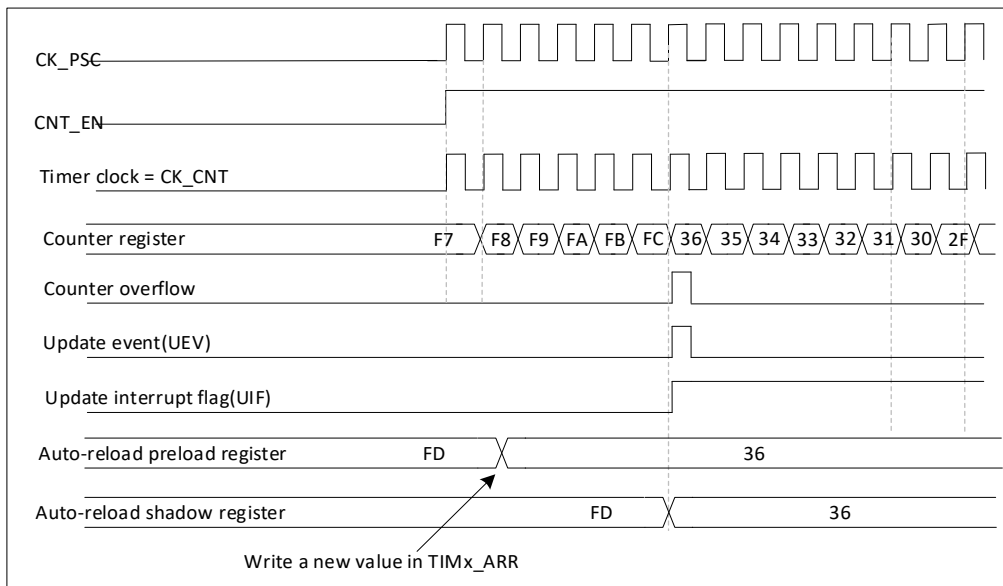 CK_PSC
CNT_EN
Timer clock = CK_CNT
Counter register F7 F8 F9 FA FB FC 36 35 34 33 32 31 30 2F
Counter overflow
Update event(UEV)
Update interrupt flag(UIF)
Auto-reload preload register FD 36
Auto-reload shadow register FD 36
Write a new value in TIMx_ARR